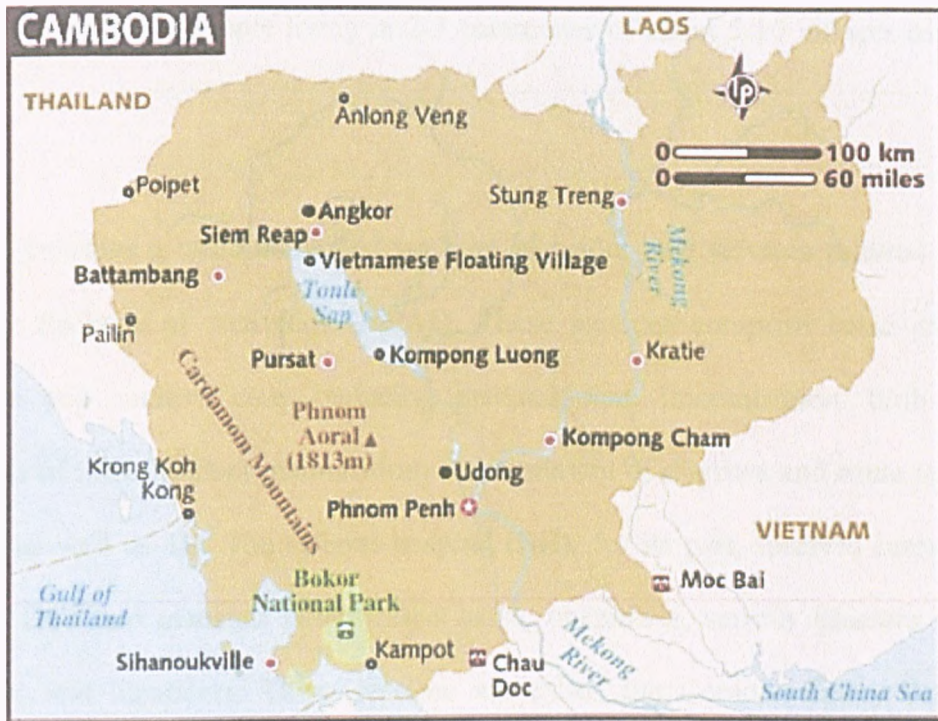 CAMBODIA
LAOS
THAILAND
Anlong Veng
lp
0 100 km
0 60 miles
Poipet
Stung Treng
Angkor
Siem Reap
Mekong
River
Vietnamese Floating Village
Battambang
Tonlé
Sap
Pailin
Kompong Luong
Kratie
Pursat
Cardamom Mountains
Phnom
Aoral
(1813m)
Kompong Cham
Krong Koh
Kong
Udong
Phnom Penh
VIETNAM
Moc Bai
Bokor
National Park
Gulf of
Thailand
Mekong
River
Sihanoukville
Kampot
Chau
Doc
South China Sea